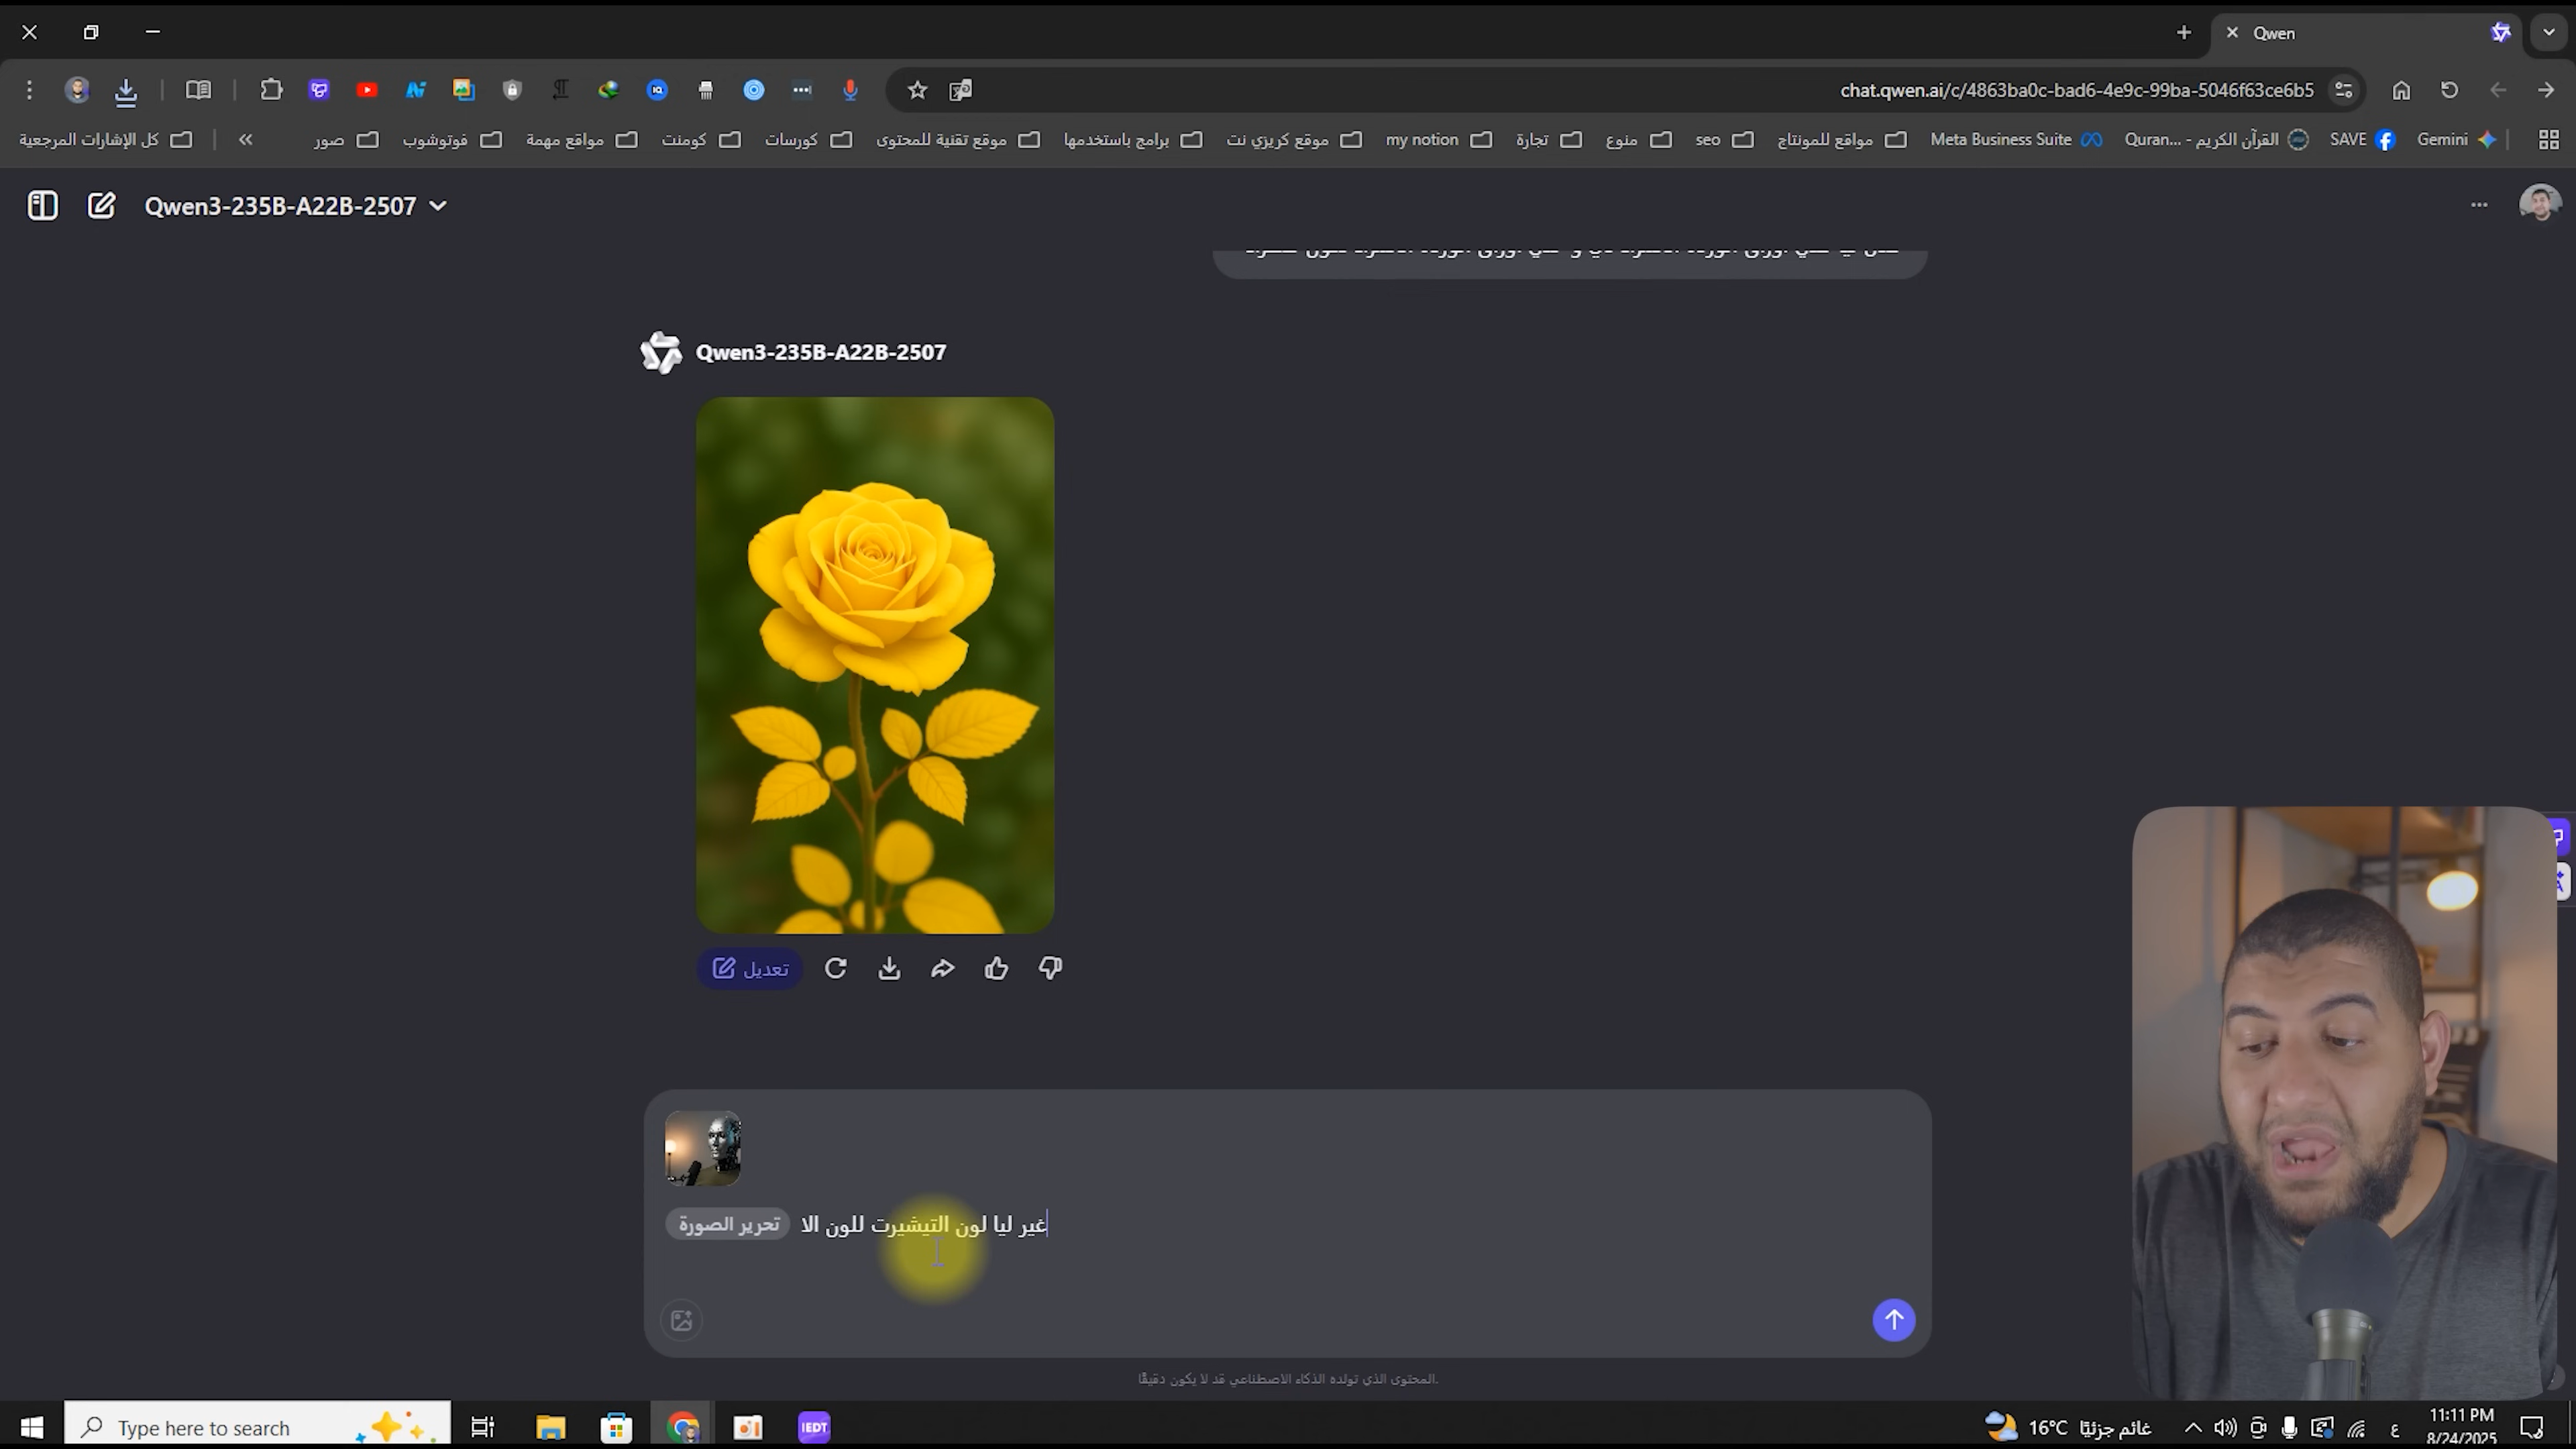 Qwen
chat.qwen.ai/c/4863ba0c-bad6-4e9c-99ba-5046f63ce6b5
Gemini
SAVE
Quran... - القرآن الكريم
Meta Business Suite
مواقع للمونتاج
seo
منوع
تجارة
my notion
موقع كريزي نت
برامج باستخدمها
موقع تقنية للمحتوى
كورسات
كومنت
مواقع مهمة
فوتوشوب
صور
»
كل الإشارات المرجعية
Qwen3-235B-A22B-2507
Qwen3-235B-A22B-2507
تعديل
تحرير الصورة
غير ليا لون التيشيرت للون الا
المحتوى الذي تولده الذكاء الاصطناعي قد لا يكون دقيقًا.
Type here to search
IEDT
16°C غائم جزئيًا
ع
11:11 PM
8/24/2025